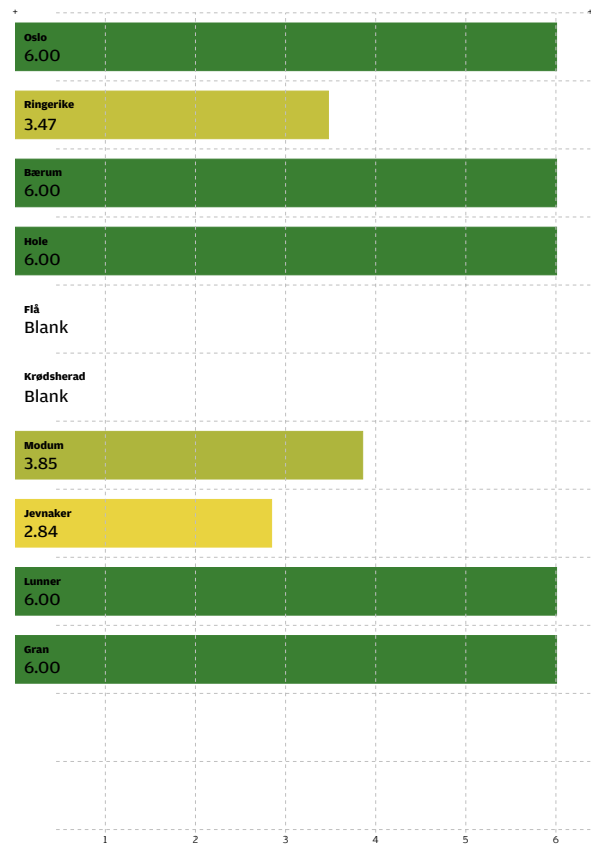 Oslo
6.00
Ringerike
3.47
Bærum
6.00
Hole
6.00
Flå
Blank
Krødsherad
Blank
Modum
3.85
Jevnaker
2.84
Lunner
6.00
Gran
6.00
1 2 3 4 5 6